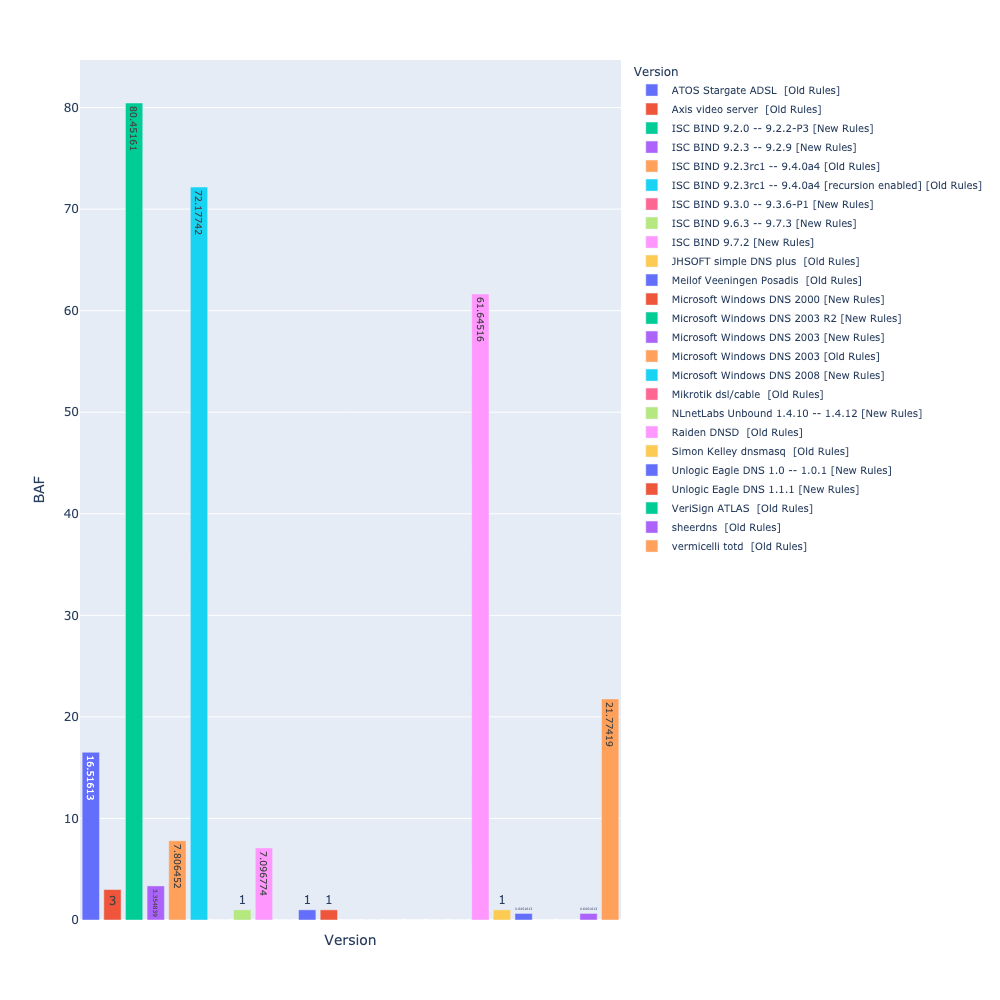 80
70
60
50
40
30
20
10
0
BAF
Version
16.51613
3
80.45161
3.354839
7.806452
72.17742
1
7.096774
1
1
61.64516
1
21.77419
Version
ATOS Stargate ADSL  [Old Rules]
Axis video server  [Old Rules]
ISC BIND 9.2.0 -- 9.2.2-P3 [New Rules]
ISC BIND 9.2.3 -- 9.2.9 [New Rules]
ISC BIND 9.2.3rc1 -- 9.4.0a4 [Old Rules]
ISC BIND 9.2.3rc1 -- 9.4.0a4 [recursion enabled] [Old Rules]
ISC BIND 9.3.0 -- 9.3.6-P1 [New Rules]
ISC BIND 9.6.3 -- 9.7.3 [New Rules]
ISC BIND 9.7.2 [New Rules]
JHSOFT simple DNS plus  [Old Rules]
Meilof Veeningen Posadis  [Old Rules]
Microsoft Windows DNS 2000 [New Rules]
Microsoft Windows DNS 2003 R2 [New Rules]
Microsoft Windows DNS 2003 [New Rules]
Microsoft Windows DNS 2003 [Old Rules]
Microsoft Windows DNS 2008 [New Rules]
Mikrotik dsl/cable  [Old Rules]
NLnetLabs Unbound 1.4.10 -- 1.4.12 [New Rules]
Raiden DNSD  [Old Rules]
Simon Kelley dnsmasq  [Old Rules]
Unlogic Eagle DNS 1.0 -- 1.0.1 [New Rules]
Unlogic Eagle DNS 1.1.1 [New Rules]
VeriSign ATLAS  [Old Rules]
sheerdns  [Old Rules]
vermicelli totd  [Old Rules]